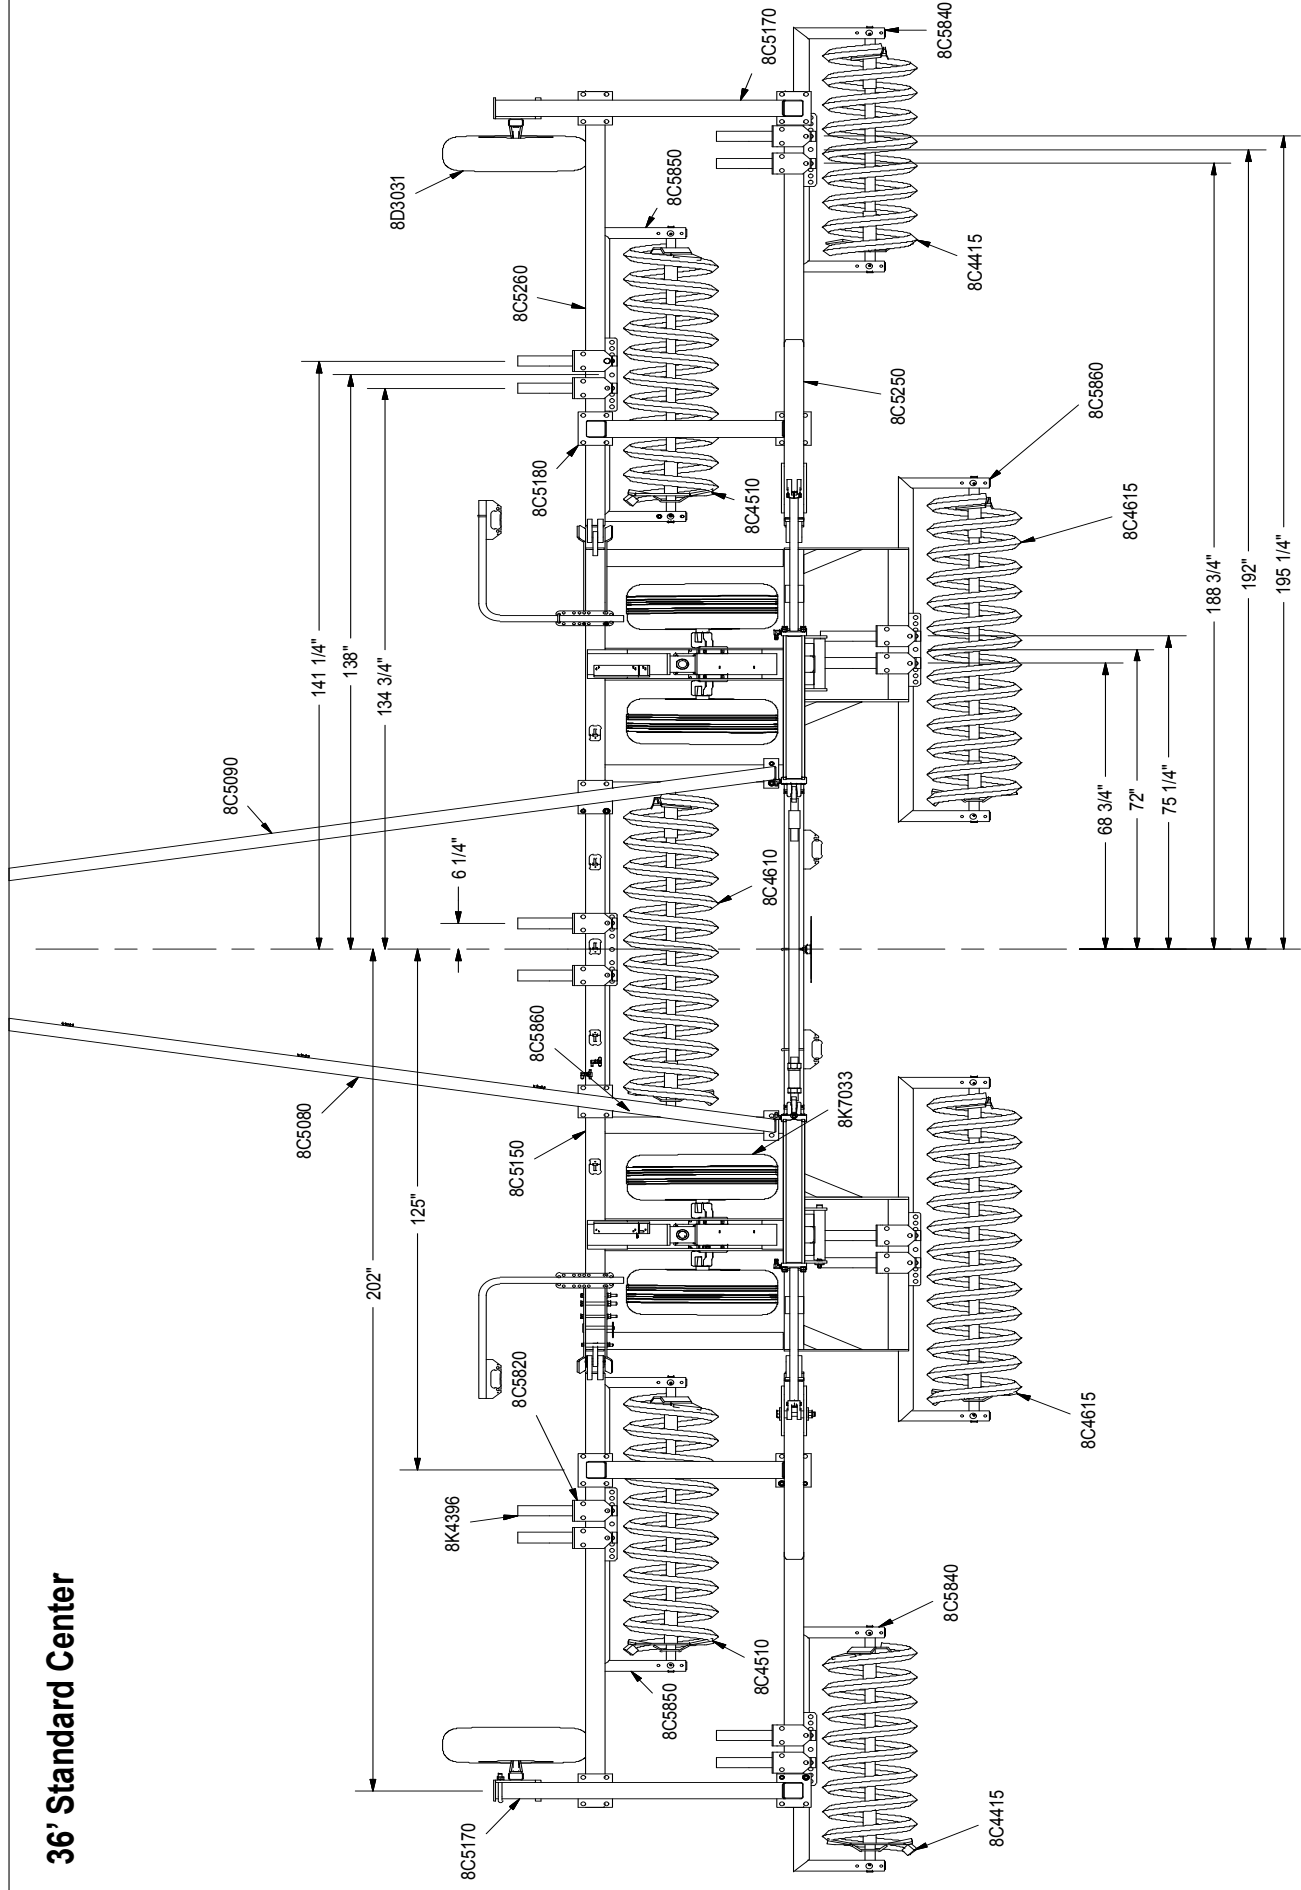 36' Standard Center
8C5170
202"
125"
8K4396
8C5820
8C5850
8C4510
8C4415
8C5840
8C4615
8C5080
8C5150
8C5860
8K7033
8C5090
6 1/4"
8C4610
141 1/4"
138"
134 3/4"
68 3/4"
72"
75 1/4"
188 3/4"
192"
195 1/4"
8C5180
8C4510
8C4615
8C5860
8C5250
8C5260
8D3031
8C5850
8C4415
8C5170
8C5840